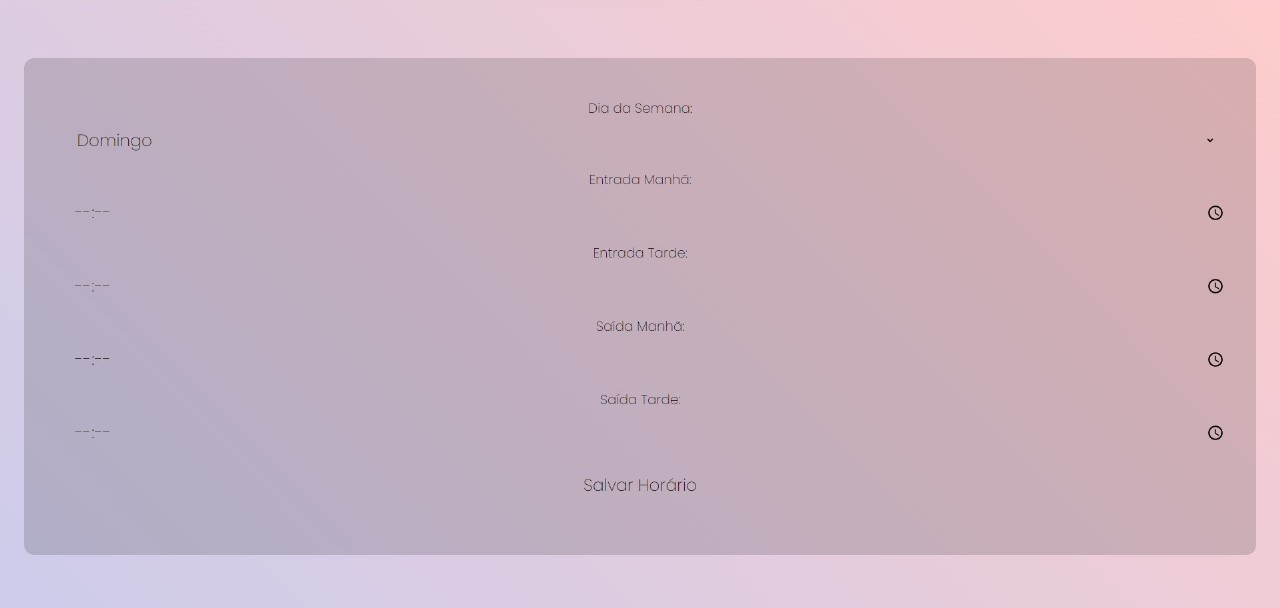 Dia da Semana:
Domingo
Entrada Manhã:
--:--
Entrada Tarde:
--:--
Saída Manhã:
--:--
Saída Tarde:
--:--
Salvar Horário